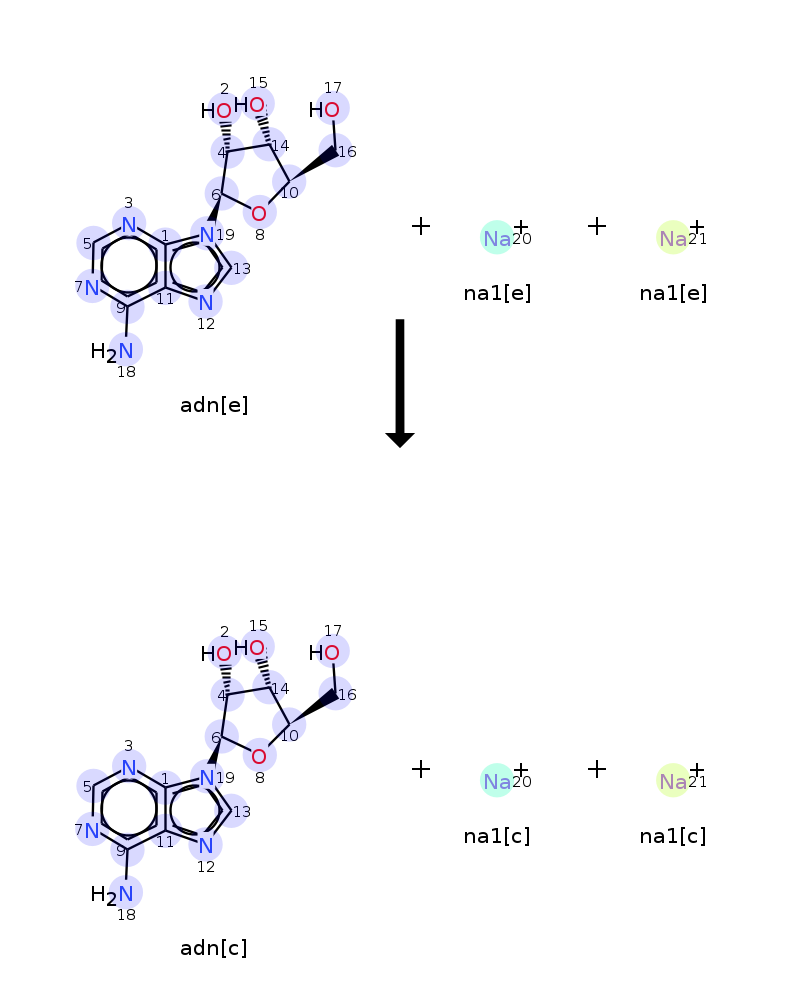 2 15 17
HO HO HO
4 14 16
3 6 10
N 1 N 19 O
5 8
13
7 N 11 N
9 12
H2N
18
+ Na+ 20 + Na+ 21
na1[e] na1[e]
adn[e]
2 15 17
HO HO HO
4 14 16
3 6 10
N 1 N 19 O
5 8
13
7 N 11 N
9 12
H2N
18
+ Na+ 20 + Na+ 21
na1[c] na1[c]
adn[c]